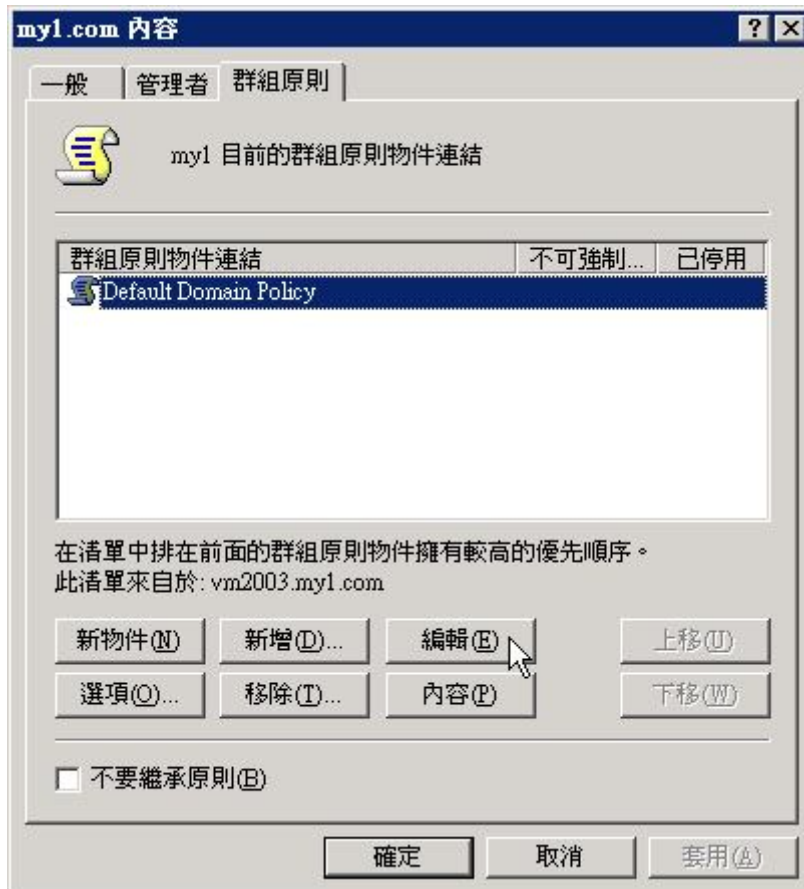 my1.com 內容
一般 管理者 群組原則
my1 目前的群組原則物件連結
群組原則物件連結 不可強制... 已停用
Default Domain Policy
在清單中排在前面的群組原則物件擁有較高的優先順序。
此清單來自於: vm2003.my1.com
新物件(N) 新增(D)... 編輯(E) 上移(U)
選項(O)... 移除(T)... 內容(P) 下移(W)
不要繼承原則(B)
確定 取消 套用(A)